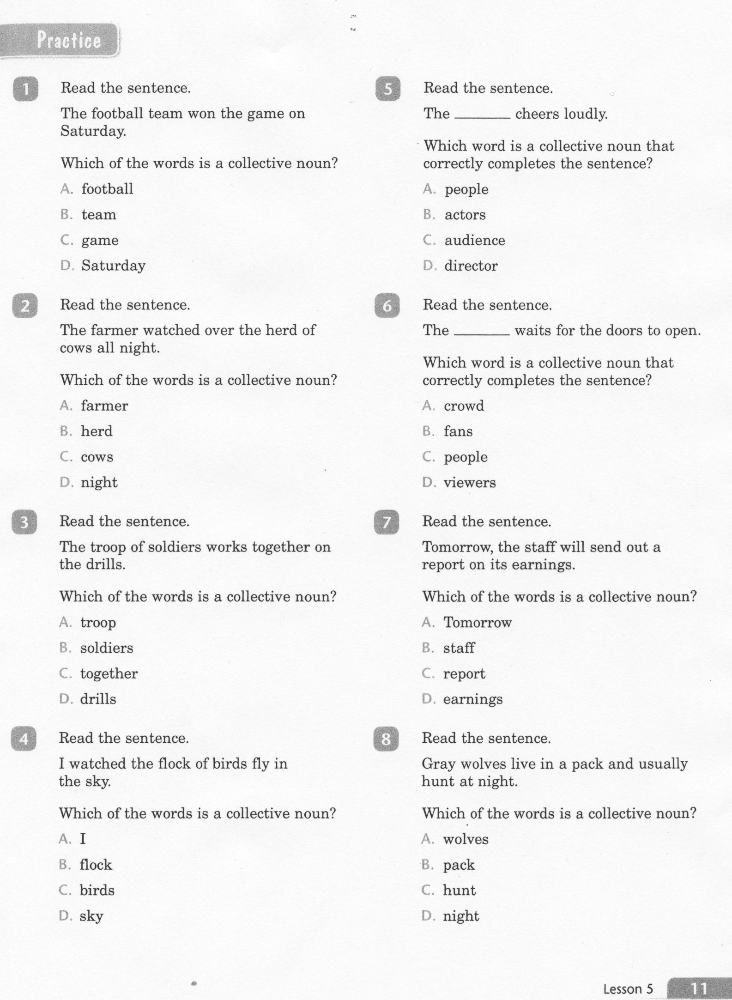 Practice
1
Read the sentence.
The football team won the game on
Saturday.
Which of the words is a collective noun?
A. football
B. team
C. game
D. Saturday
2
Read the sentence.
The farmer watched over the herd of
cows all night.
Which of the words is a collective noun?
A. farmer
B. herd
C. cows
D. night
3
Read the sentence.
The troop of soldiers works together on
the drills.
Which of the words is a collective noun?
A. troop
B. soldiers
C. together
D. drills
4
Read the sentence.
I watched the flock of birds fly in
the sky.
Which of the words is a collective noun?
A. I
B. flock
C. birds
D. sky
5
Read the sentence.
The ______ cheers loudly.
Which word is a collective noun that
correctly completes the sentence?
A. people
B. actors
C. audience
D. director
6
Read the sentence.
The ______ waits for the doors to open.
Which word is a collective noun that
correctly completes the sentence?
A. crowd
B. fans
C. people
D. viewers
7
Read the sentence.
Tomorrow, the staff will send out a
report on its earnings.
Which of the words is a collective noun?
A. Tomorrow
B. staff
C. report
D. earnings
8
Read the sentence.
Gray wolves live in a pack and usually
hunt at night.
Which of the words is a collective noun?
A. wolves
B. pack
C. hunt
D. night
Lesson 5 11